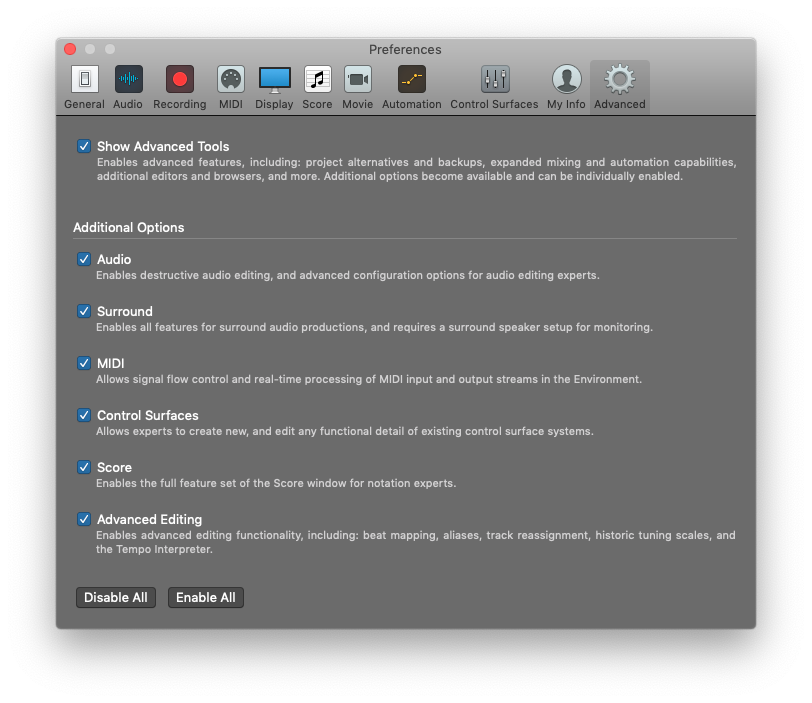 Preferences
General Audio Recording MIDI Display Score Movie Automation Control Surfaces My Info Advanced
Show Advanced Tools
Enables advanced features, including: project alternatives and backups, expanded mixing and automation capabilities,
additional editors and browsers, and more. Additional options become available and can be individually enabled.
Additional Options
Audio
Enables destructive audio editing, and advanced configuration options for audio editing experts.
Surround
Enables all features for surround audio productions, and requires a surround speaker setup for monitoring.
MIDI
Allows signal flow control and real-time processing of MIDI input and output streams in the Environment.
Control Surfaces
Allows experts to create new, and edit any functional detail of existing control surface systems.
Score
Enables the full feature set of the Score window for notation experts.
Advanced Editing
Enables advanced editing functionality, including: beat mapping, aliases, track reassignment, historic tuning scales, and
the Tempo Interpreter.
Disable All Enable All